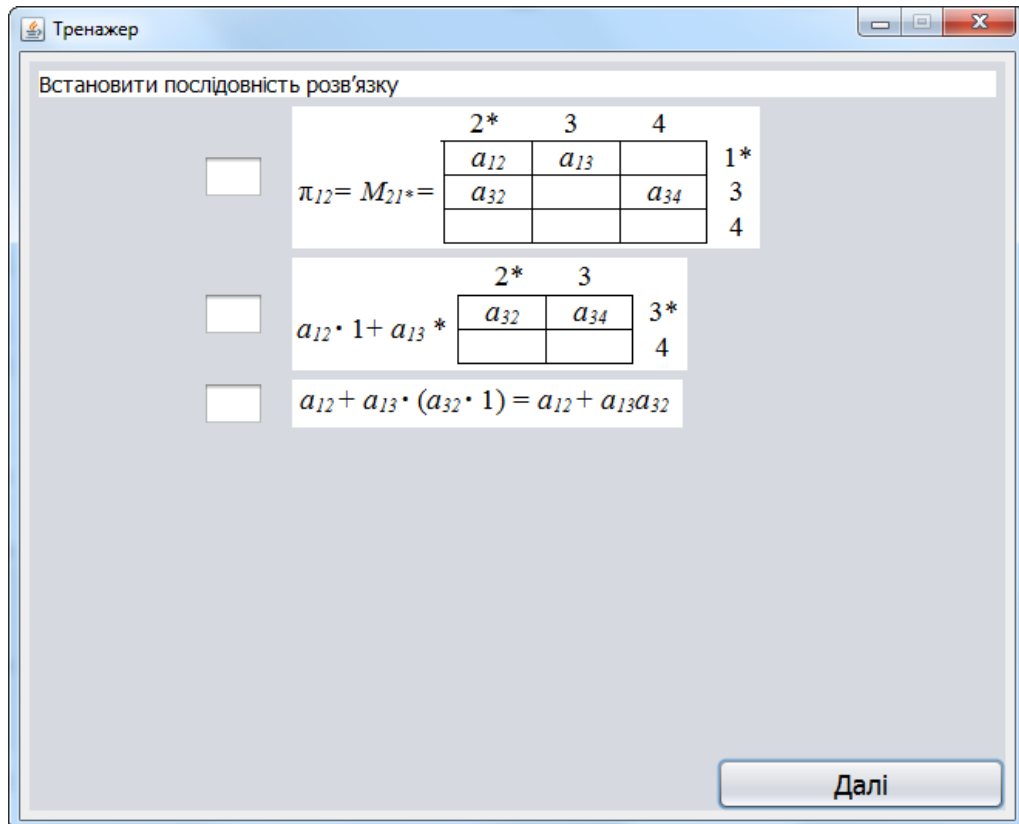 Тренажер
Встановити послідовність розв’язку
2* 3 4
a12 a13 1*
π12= M21*= a32 a34 3
4
2* 3
a12 · 1+ a13 * a32 a34 3*
4
a12 + a13 · (a32 · 1) = a12 + a13a32
Далі